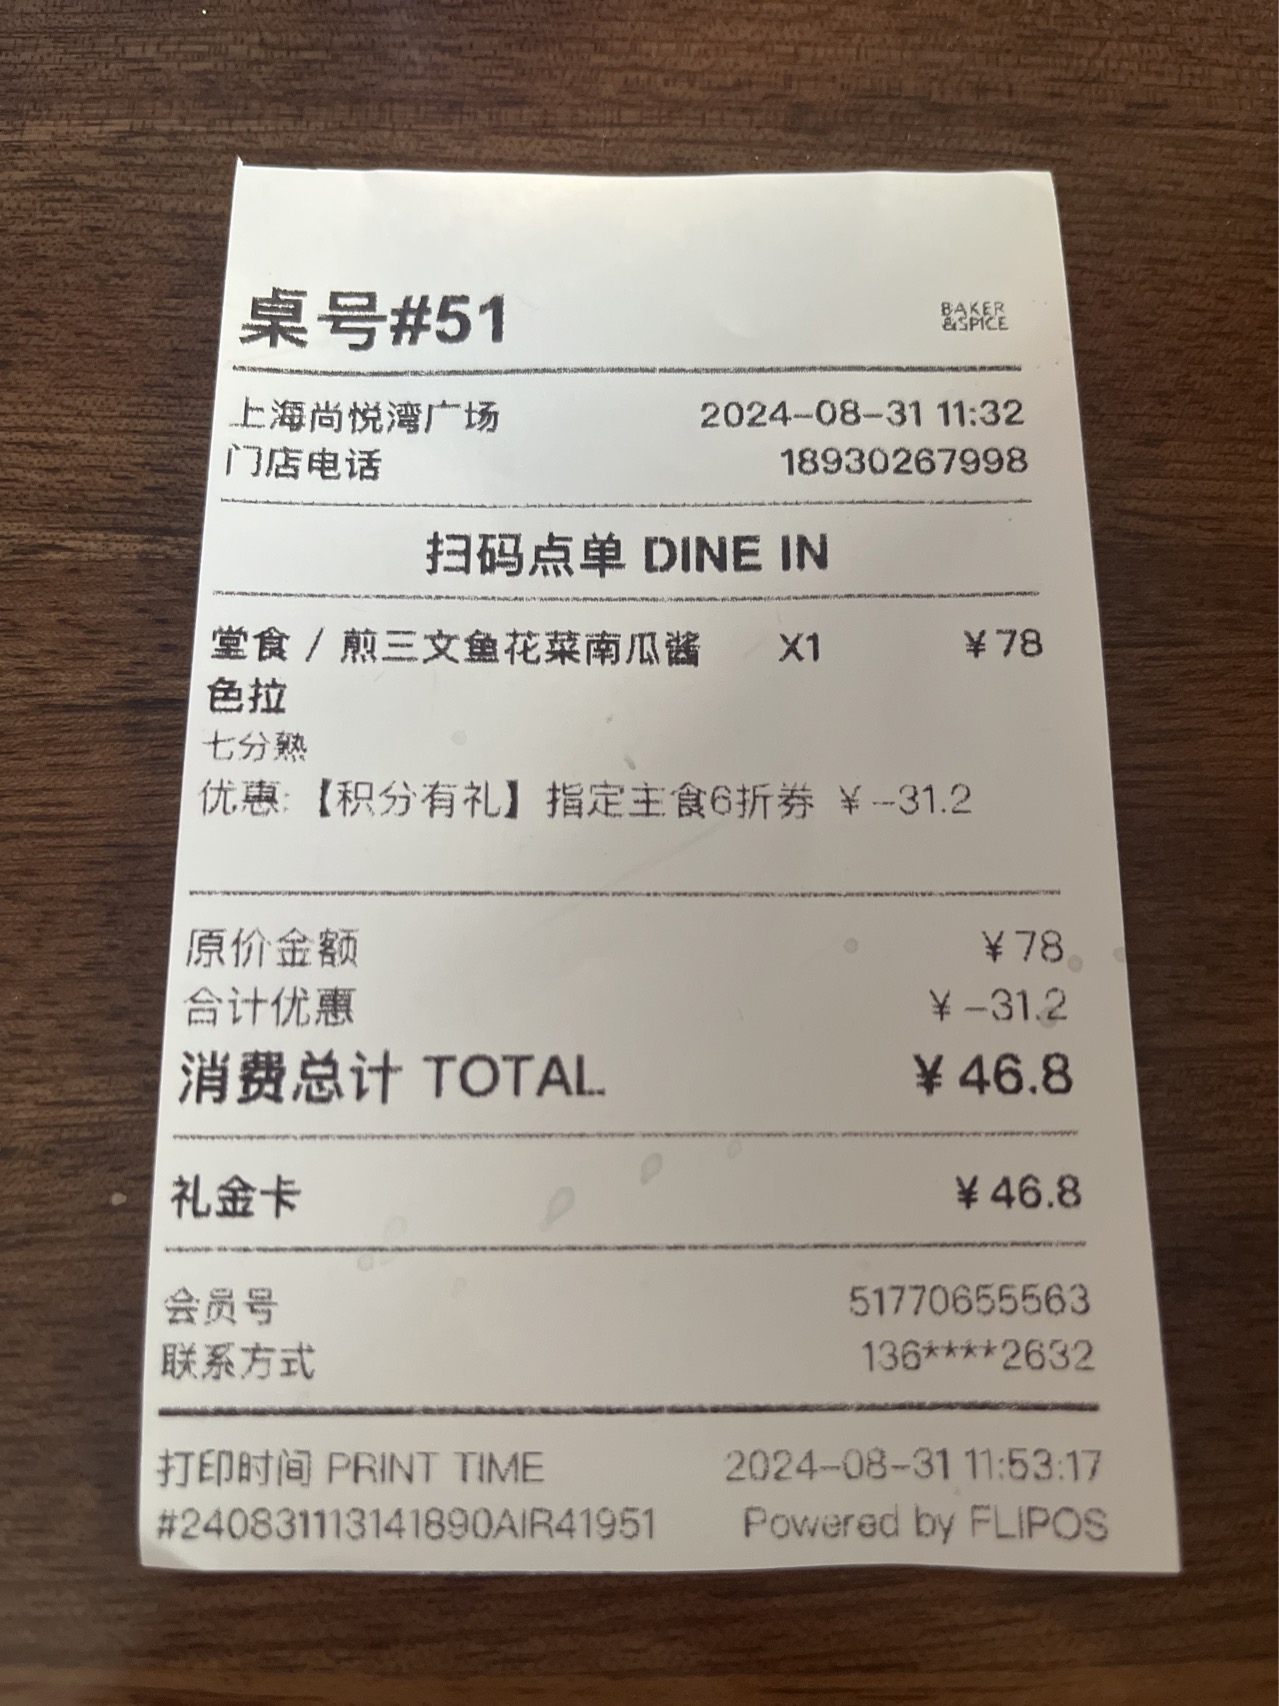 桌号#51
BAKER
&SPICE
上海尚悦湾广场 2024-08-31 11:32
门店电话 18930267998
扫码点单 DINE IN
堂食 / 煎三文鱼花菜南瓜酱 X1 ¥78
色拉
七分熟
优惠:【积分有礼】指定主食6折券 ¥-31.2
原价金额 ¥78
合计优惠 ¥-31.2
消费总计 TOTAL ¥46.8
礼金卡 ¥46.8
会员号 51770655563
联系方式 136****2632
打印时间 PRINT TIME 2024-08-31 11:53:17
#240831113141890AIR41951 Powered by FLIPOS